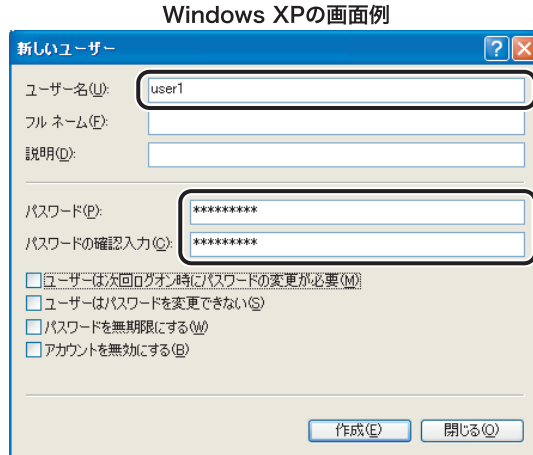 Windows XPの画面例
新しいユーザー
ユーザー名(U):
user1
フル ネーム(F):
説明(D):
パスワード(P):
*********
パスワードの確認入力(C):
*********
ユーザーは次回ログオン時にパスワードの変更が必要(M)
ユーザーはパスワードを変更できない(S)
パスワードを無期限にする(W)
アカウントを無効にする(B)
作成(E)
閉じる(O)